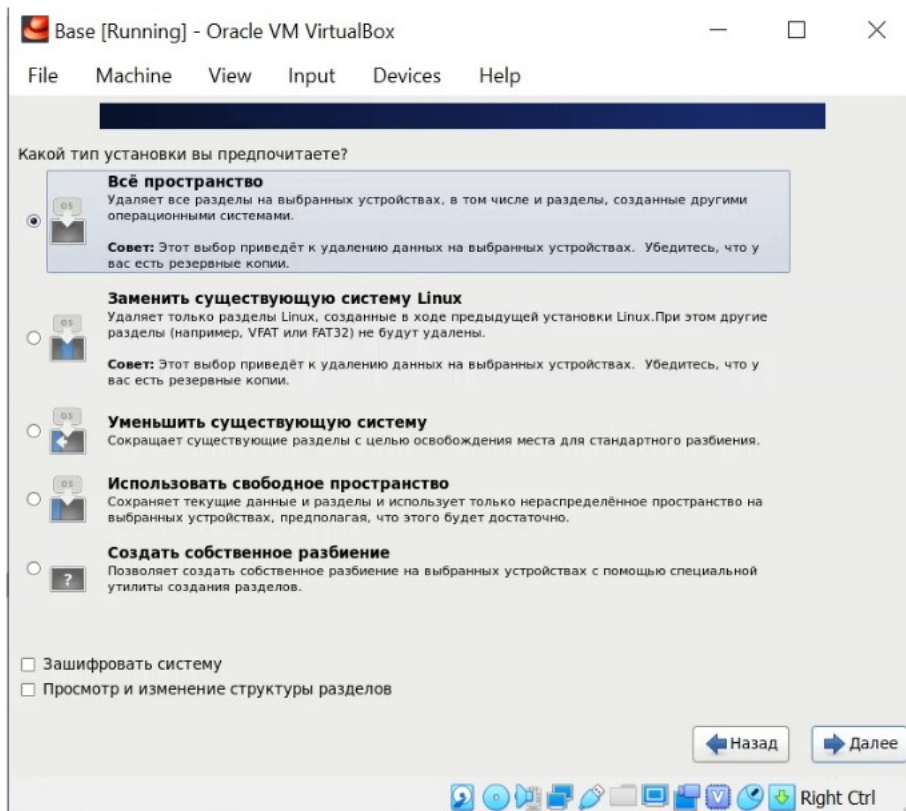 Base [Running] - Oracle VM VirtualBox
File Machine View Input Devices Help
Какой тип установки вы предпочитаете?
Всё пространство
Удаляет все разделы на выбранных устройствах, в том числе и разделы, созданные другими
операционными системами.
Совет: Этот выбор приведёт к удалению данных на выбранных устройствах. Убедитесь, что у
вас есть резервные копии.
Заменить существующую систему Linux
Удаляет только разделы Linux, созданные в ходе предыдущей установки Linux.При этом другие
разделы (например, VFAT или FAT32) не будут удалены.
Совет: Этот выбор приведёт к удалению данных на выбранных устройствах. Убедитесь, что у
вас есть резервные копии.
Уменьшить существующую систему
Сокращает существующие разделы с целью освобождения места для стандартного разбиения.
Использовать свободное пространство
Сохраняет текущие данные и разделы и использует только нераспределённое пространство на
выбранных устройствах, предполагая, что этого будет достаточно.
Создать собственное разбиение
Позволяет создать собственное разбиение на выбранных устройствах с помощью специальной
утилиты создания разделов.
Зашифровать систему
Просмотр и изменение структуры разделов
Назад Далее
Right Ctrl